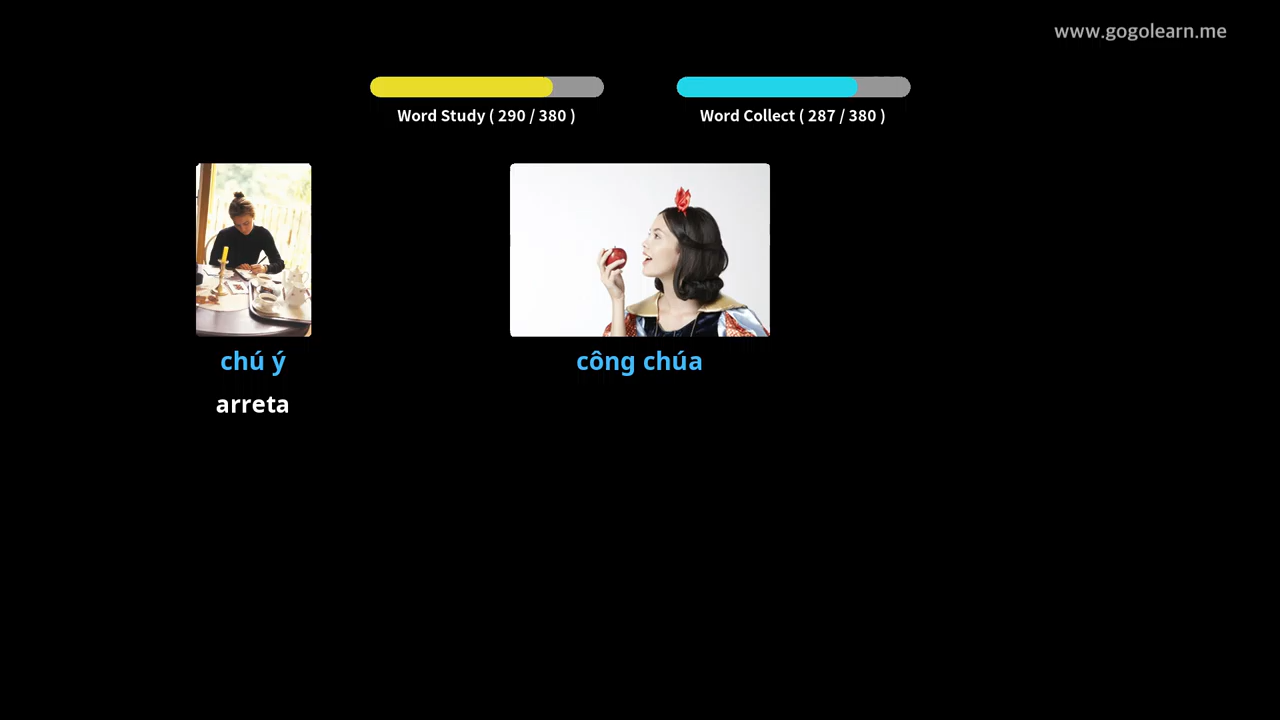 www.gogolearn.me
Word Study ( 290 / 380 )
Word Collect ( 287 / 380 )
chú ý
arreta
công chúa